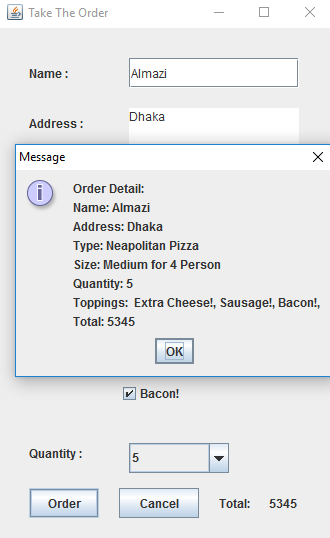 Take The Order
Name :
Almazi
Address :
Dhaka
Message
Order Detail:
Name: Almazi
Address: Dhaka
Type: Neapolitan Pizza
Size: Medium for 4 Person
Quantity: 5
Toppings:  Extra Cheese!, Sausage!, Bacon!,
Total: 5345
OK
Bacon!
Quantity :
5
Order
Cancel
Total:
5345